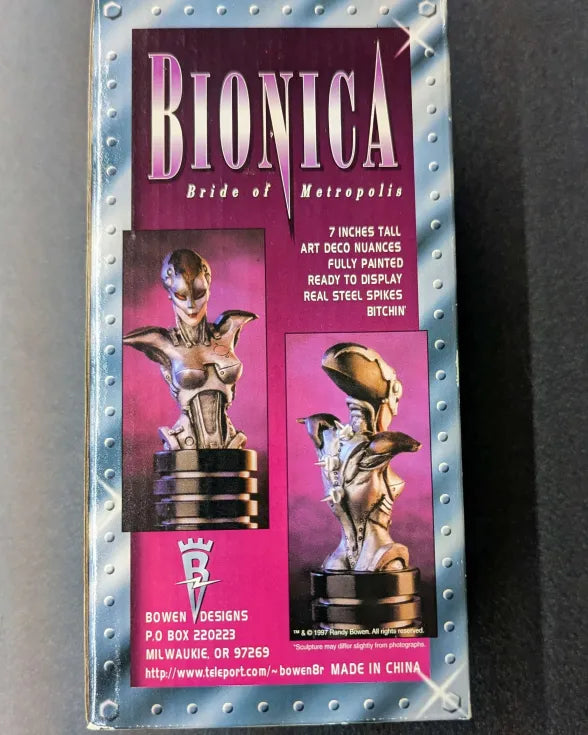 BIONICA
Bride of Metropolis
7 INCHES TALL
ART DECO NUANCES
FULLY PAINTED
READY TO DISPLAY
REAL STEEL SPIKES
BITCHIN'
B
BOWEN DESIGNS
P.O BOX 220223
MILWAUKIE, OR 97269
http://www.teleport.com/~bowen8r MADE IN CHINA
™ & © 1997 Randy Bowen. All rights reserved.
*Sculpture may differ slightly from photographs.